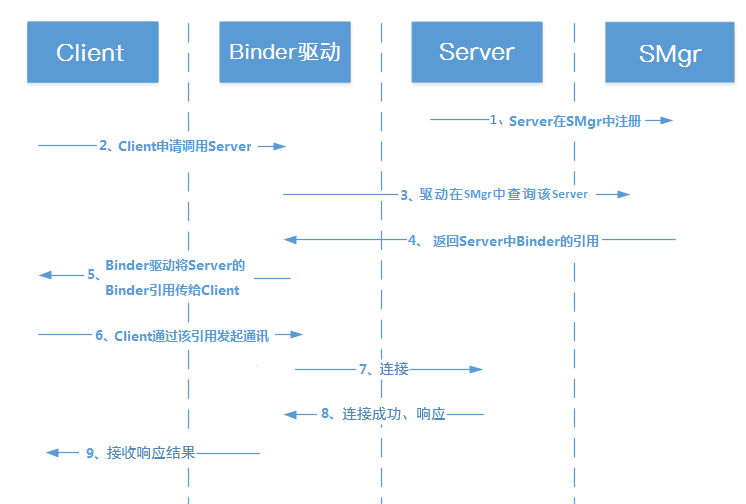 Client
Binder驱动
Server
SMgr
1、Server在SMgr中注册
2、Client申请调用Server
3、驱动在SMgr中查询该Server
4、返回Server中Binder的引用
5、Binder驱动将Server的
Binder引用传给Client
6、Client通过该引用发起通讯
7、连接
8、连接成功、响应
9、接收响应结果